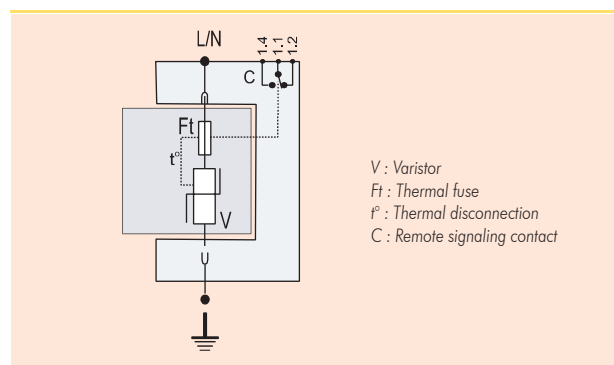 L/N
1.4
1.1
1.2
C
Ft
t°
V
V : Varistor
Ft : Thermal fuse
t° : Thermal disconnection
C : Remote signaling contact